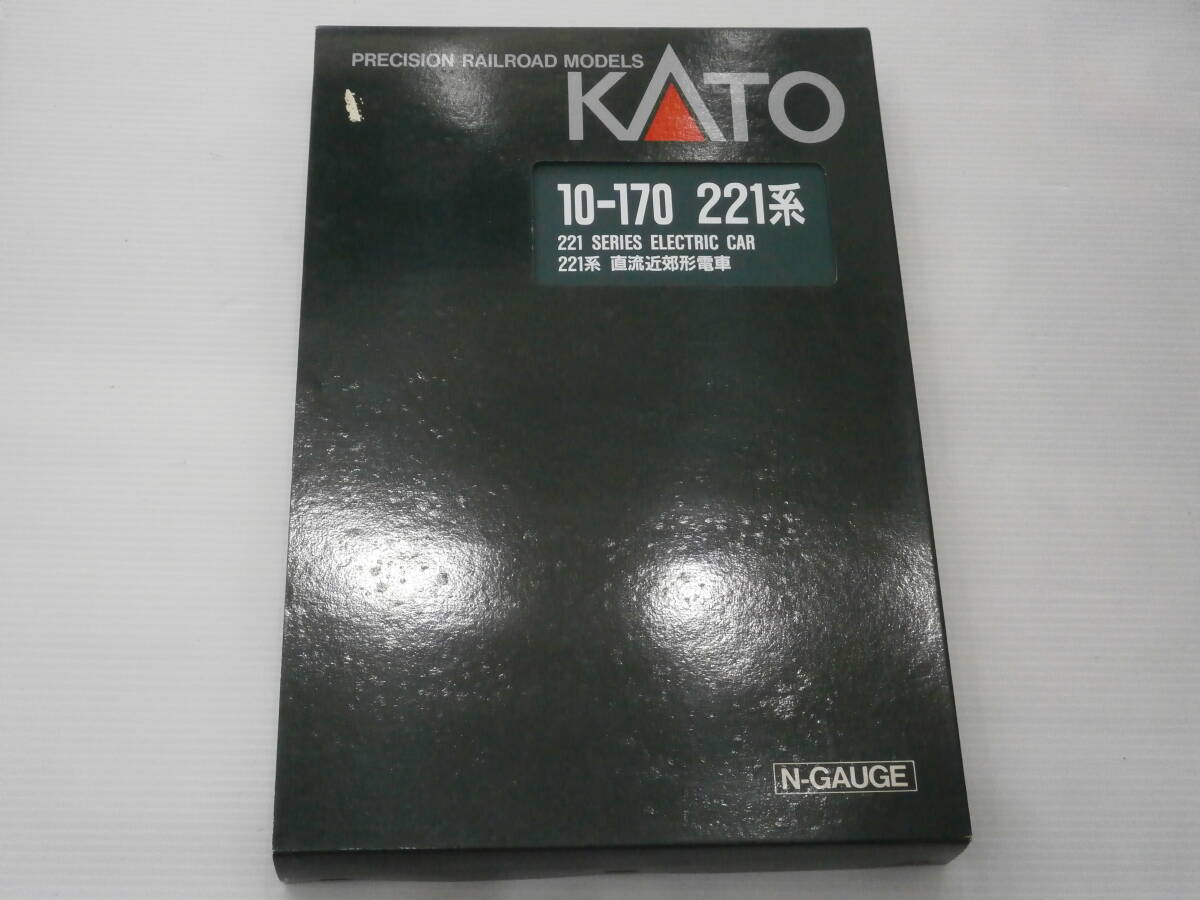 PRECISION RAILROAD MODELS
KATO
10-170 221系
221 SERIES ELECTRIC CAR
221系 直流近郊形電車
N-GAUGE